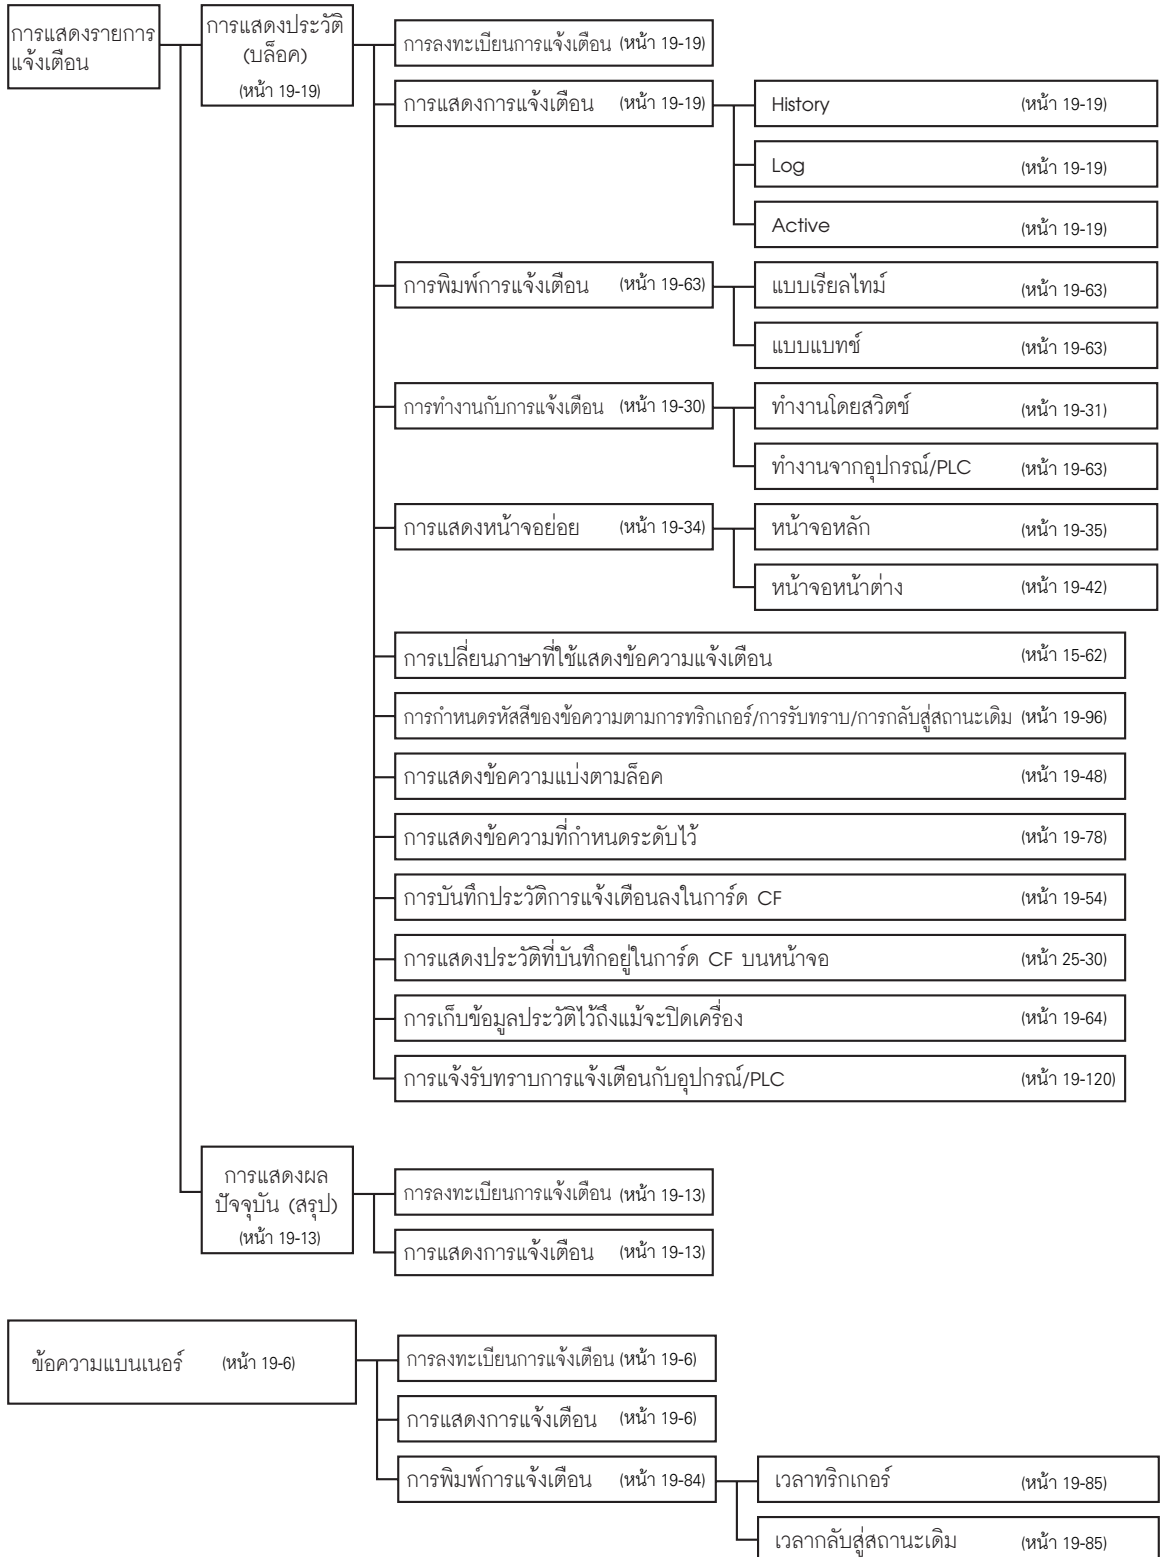 การแสดงรายการ
แจ้งเตือน
การแสดงประวัติ
(บล็อค)
(หน้า 19-19)
การลงทะเบียนการแจ้งเตือน (หน้า 19-19)
การแสดงการแจ้งเตือน (หน้า 19-19)
History (หน้า 19-19)
Log (หน้า 19-19)
Active (หน้า 19-19)
การพิมพ์การแจ้งเตือน (หน้า 19-63)
แบบเรียลไทม์ (หน้า 19-63)
แบบแบทช์ (หน้า 19-63)
การทำงานกับการแจ้งเตือน (หน้า 19-30)
ทำงานโดยสวิตช์ (หน้า 19-31)
ทำงานจากอุปกรณ์/PLC (หน้า 19-63)
การแสดงหน้าจอย่อย (หน้า 19-34)
หน้าจอหลัก (หน้า 19-35)
หน้าจอหน้าต่าง (หน้า 19-42)
การเปลี่ยนภาษาที่ใช้แสดงข้อความแจ้งเตือน (หน้า 15-62)
การกำหนดรหัสสีของข้อความตามการทริกเกอร์/การรับทราบ/การกลับสู่สถานะเดิม (หน้า 19-96)
การแสดงข้อความแบ่งตามล็อค (หน้า 19-48)
การแสดงข้อความที่กำหนดระดับไว้ (หน้า 19-78)
การบันทึกประวัติการแจ้งเตือนลงในการ์ด CF (หน้า 19-54)
การแสดงประวัติที่บันทึกอยู่ในการ์ด CF บนหน้าจอ (หน้า 25-30)
การเก็บข้อมูลประวัติไว้ถึงแม้จะปิดเครื่อง (หน้า 19-64)
การแจ้งรับทราบการแจ้งเตือนกับอุปกรณ์/PLC (หน้า 19-120)
การแสดงผล
ปัจจุบัน (สรุป)
(หน้า 19-13)
การลงทะเบียนการแจ้งเตือน (หน้า 19-13)
การแสดงการแจ้งเตือน (หน้า 19-13)
ข้อความแบนเนอร์ (หน้า 19-6)
การลงทะเบียนการแจ้งเตือน (หน้า 19-6)
การแสดงการแจ้งเตือน (หน้า 19-6)
การพิมพ์การแจ้งเตือน (หน้า 19-84)
เวลาทริกเกอร์ (หน้า 19-85)
เวลากลับสู่สถานะเดิม (หน้า 19-85)